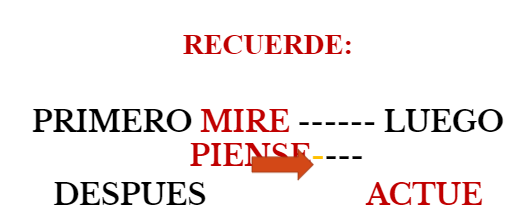 RECUERDE:
PRIMERO MIRE ------ LUEGO
PIENSE----
DESPUES ACTUE